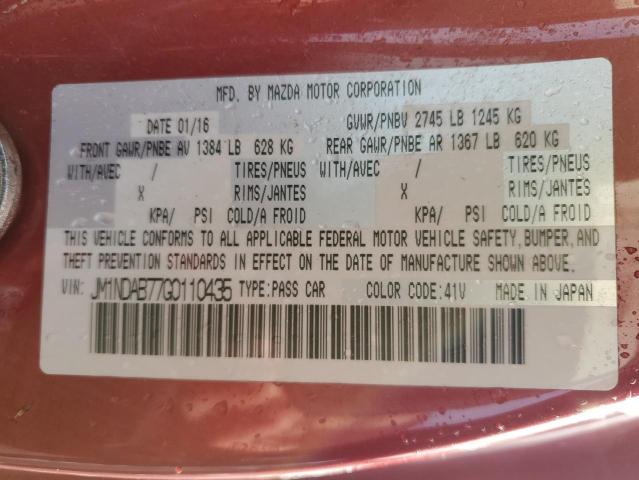 MFD. BY MAZDA MOTOR CORPORATION
DATE 01/16 GVWR/PNBV 2745 LB 1245 KG
FRONT GAWR/PNBE AV 1384 LB 628 KG REAR GAWR/PNBE AR 1367 LB 620 KG
WITH/AVEC / TIRES/PNEUS WITH/AVEC / TIRES/PNEUS
X RIMS/JANTES X RIMS/JANTES
KPA/ PSI COLD/A FROID KPA/ PSI COLD/A FROID
THIS VEHICLE CONFORMS TO ALL APPLICABLE FEDERAL MOTOR VEHICLE SAFETY, BUMPER, AND
THEFT PREVENTION STANDARDS IN EFFECT ON THE DATE OF MANUFACTURE SHOWN ABOVE.
VIN: JM1NDAB77G0110435 TYPE:PASS CAR COLOR CODE:41V MADE IN JAPAN